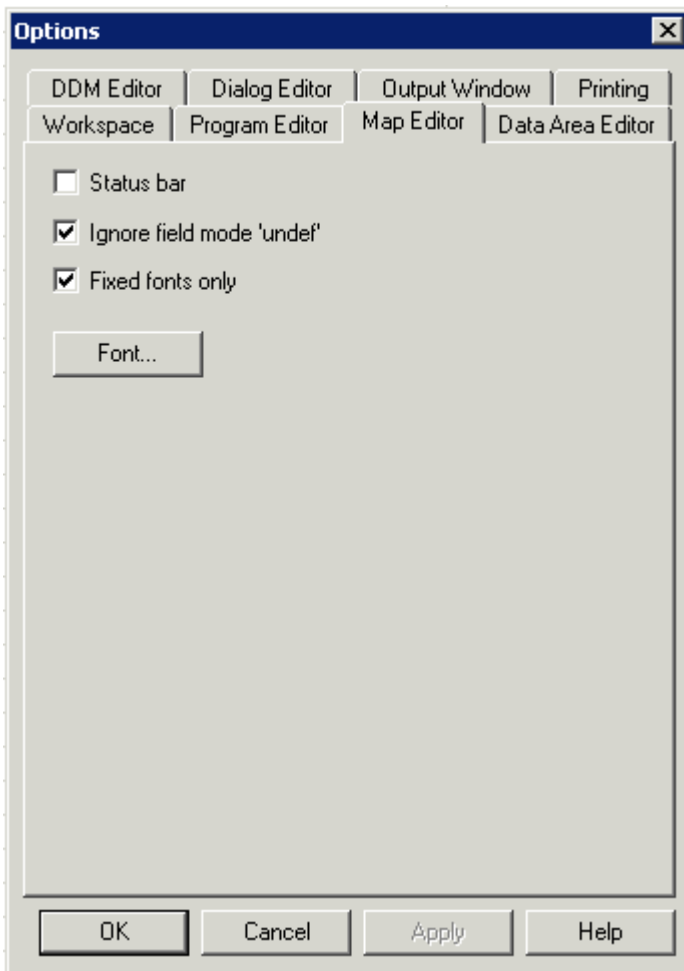 Options
DDM Editor Dialog Editor Output Window Printing
Workspace Program Editor Map Editor Data Area Editor
Status bar
Ignore field mode 'undef'
Fixed fonts only
Font...
OK Cancel Apply Help